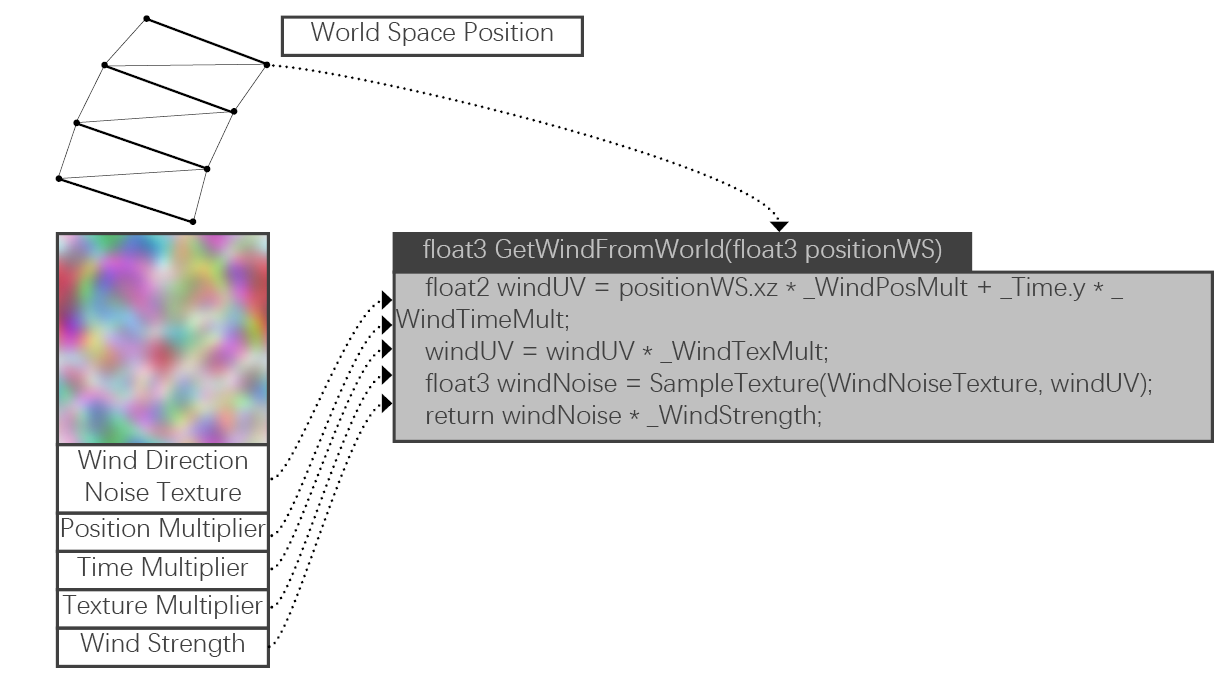 World Space Position
float3 GetWindFromWorld(float3 positionWS)
float2 windUV = positionWS.xz * _WindPosMult + _Time.y * _
WindTimeMult;
windUV = windUV * _WindTexMult;
float3 windNoise = SampleTexture(WindNoiseTexture, windUV);
return windNoise * _WindStrength;
Wind Direction
Noise Texture
Position Multiplier
Time Multiplier
Texture Multiplier
Wind Strength